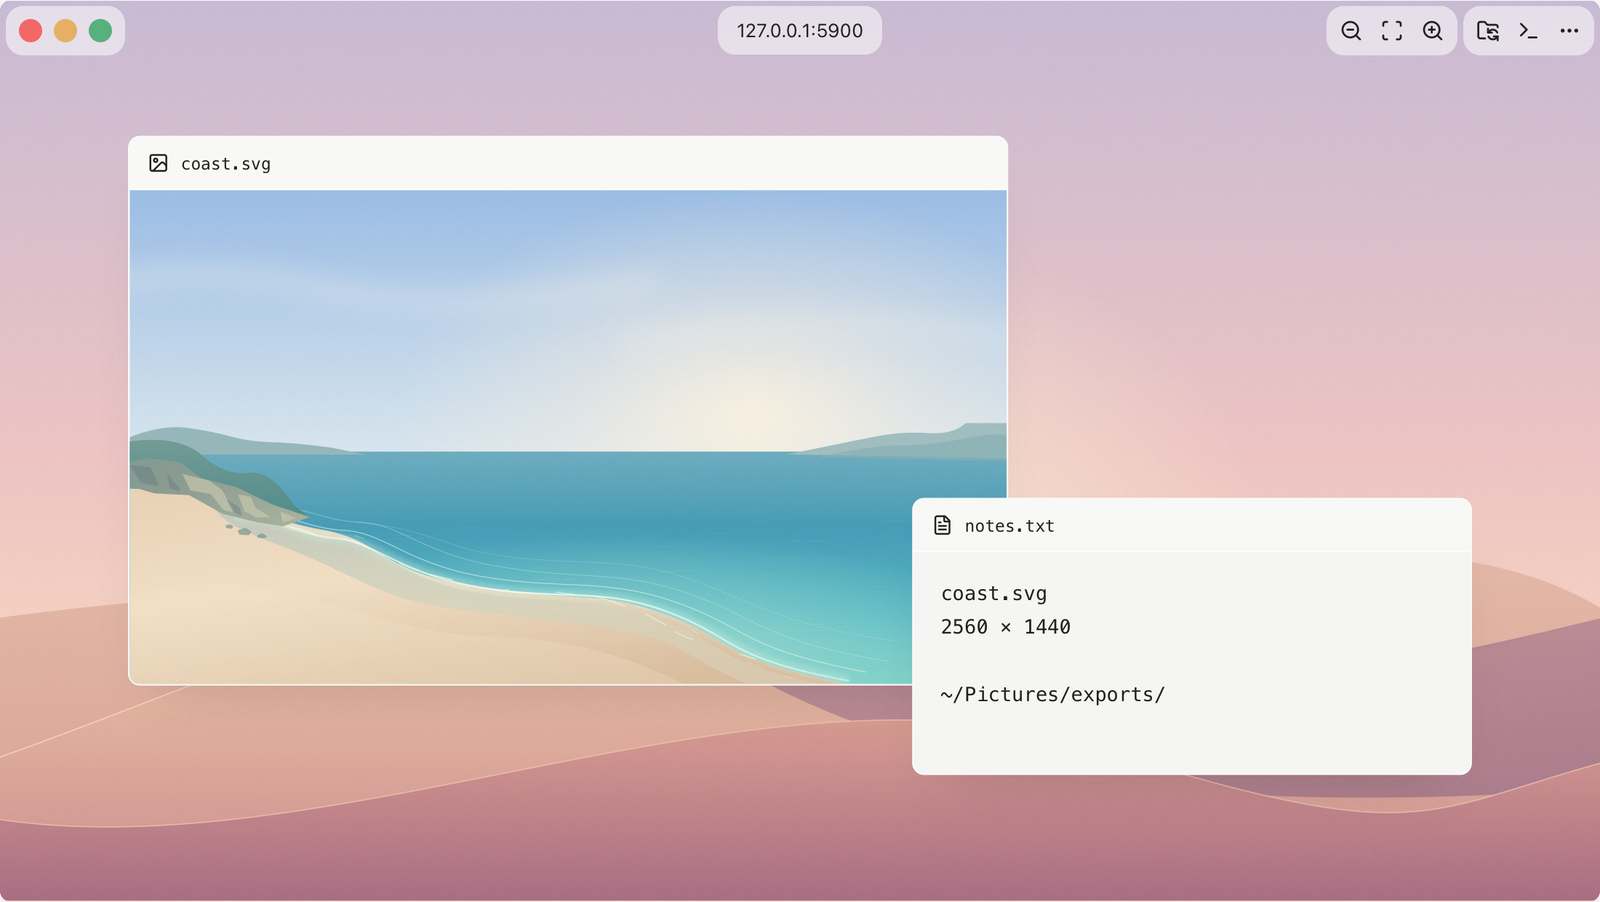 127.0.0.1:5900
coast.svg
notes.txt
coast.svg
2560 × 1440
~/Pictures/exports/